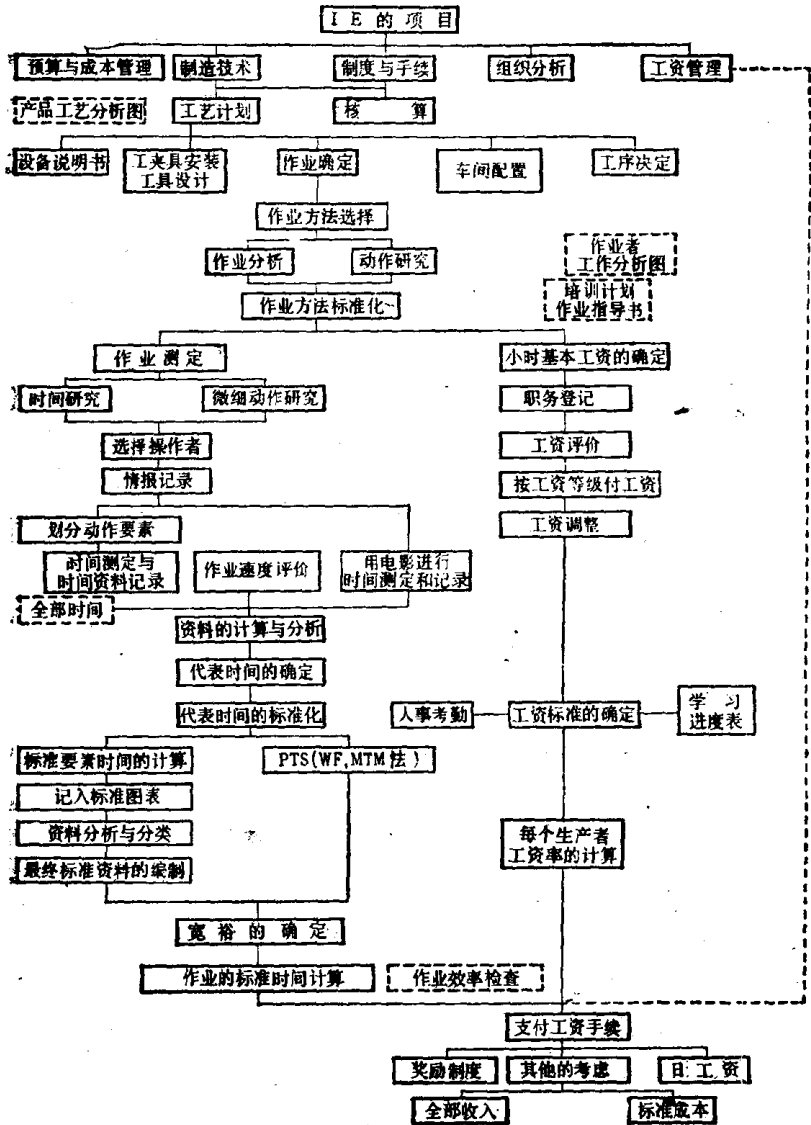 IE的项目
预算与成本管理
制造技术
制度与手续
组织分析
工资管理
产品工艺分析图
工艺计划
核算
设备说明书
工夹具安装
工具设计
作业确定
车间配置
工序决定
作业方法选择
作业分析
动作研究
作业者
工作分析图
培训计划
作业指导书
作业方法标准化
作业测定
小时基本工资的确定
时间研究
微细动作研究
职务登记
选择操作者
工资评价
情报记录
按工资等级付工资
划分动作要素
工资调整
时间测定与
时间资料记录
作业速度评价
用电影进行
时间测定和记录
全部时间
资料的计算与分析
代表时间的确定
代表时间的标准化
人事考勤
工资标准的确定
学习
进度表
标准要素时间的计算
PTS(WF,MTM法)
记入标准图表
资料分析与分类
每个生产者
工资率的计算
最终标准资料的编制
宽裕的确定
作业的标准时间计算
作业效率检查
支付工资手续
奖励制度
其他的考虑
日工资
全部收入
标准成本